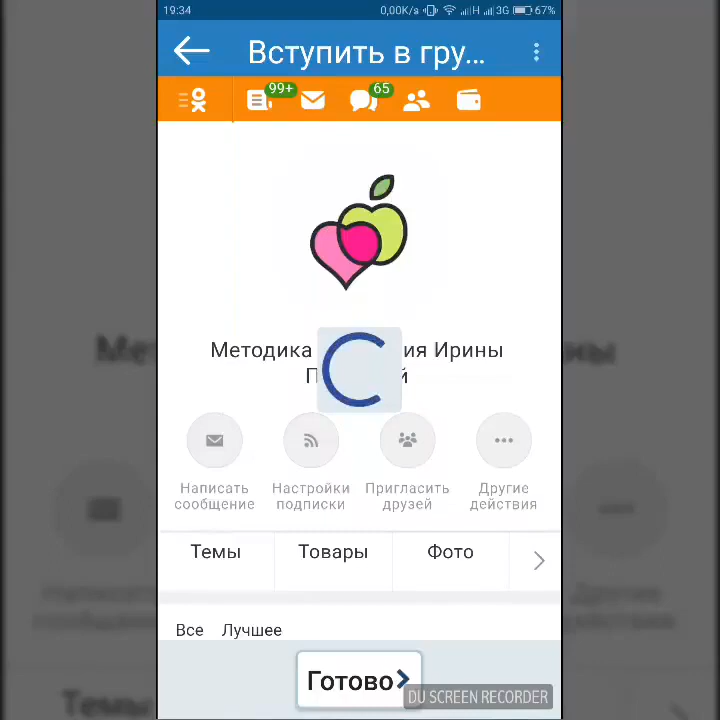 19:34 0,00K/s H 3G 67%
Вступить в гру...
99+ 65
Методика ия Ирины
П й
Написать сообщение
Настройки подписки
Пригласить друзей
Другие действия
Темы Товары Фото
Все Лучшее
Готово
DU SCREEN RECORDER